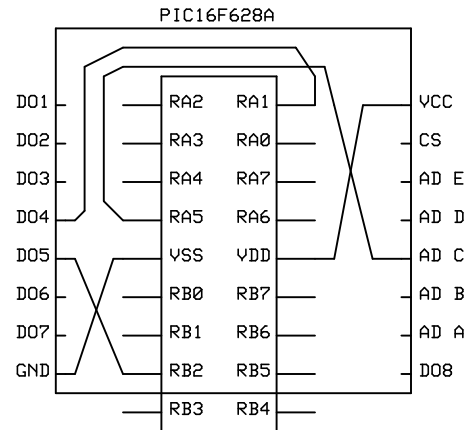 PIC16F628A
DO1 RA2 RA1 VCC
DO2 RA3 RA0 CS
DO3 RA4 RA7 AD E
DO4 RA5 RA6 AD D
DO5 VSS VDD AD C
DO6 RB0 RB7 AD B
DO7 RB1 RB6 AD A
GND RB2 RB5 DO8
RB3 RB4